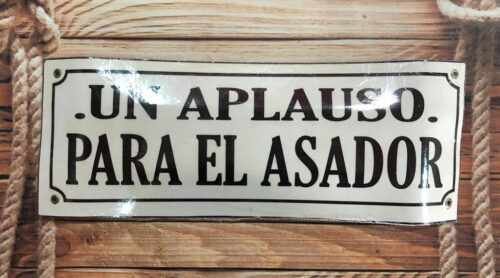 .UN APLAUSO.
PARA EL ASADOR